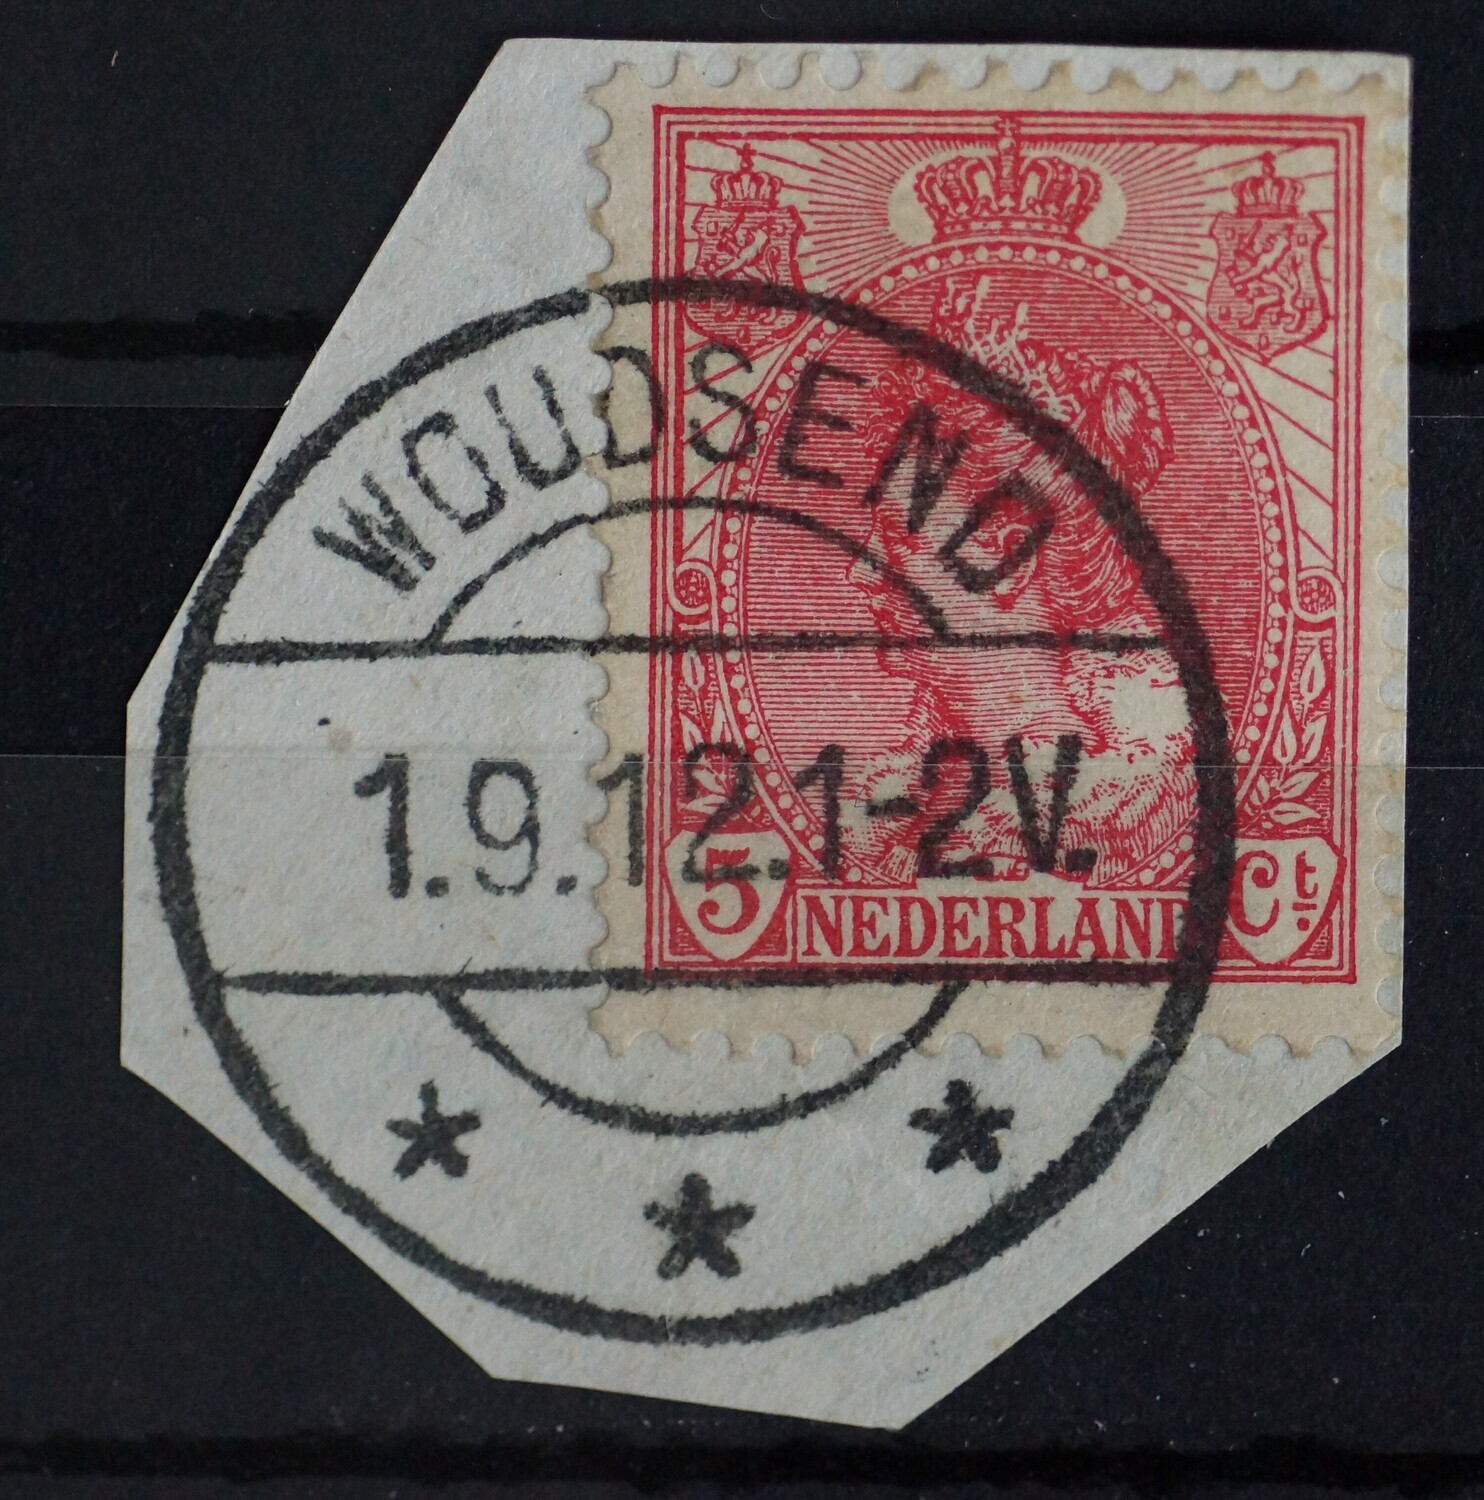 WOUDSEND
1.9.12.1-2V.
5 NEDERLAND Ct.